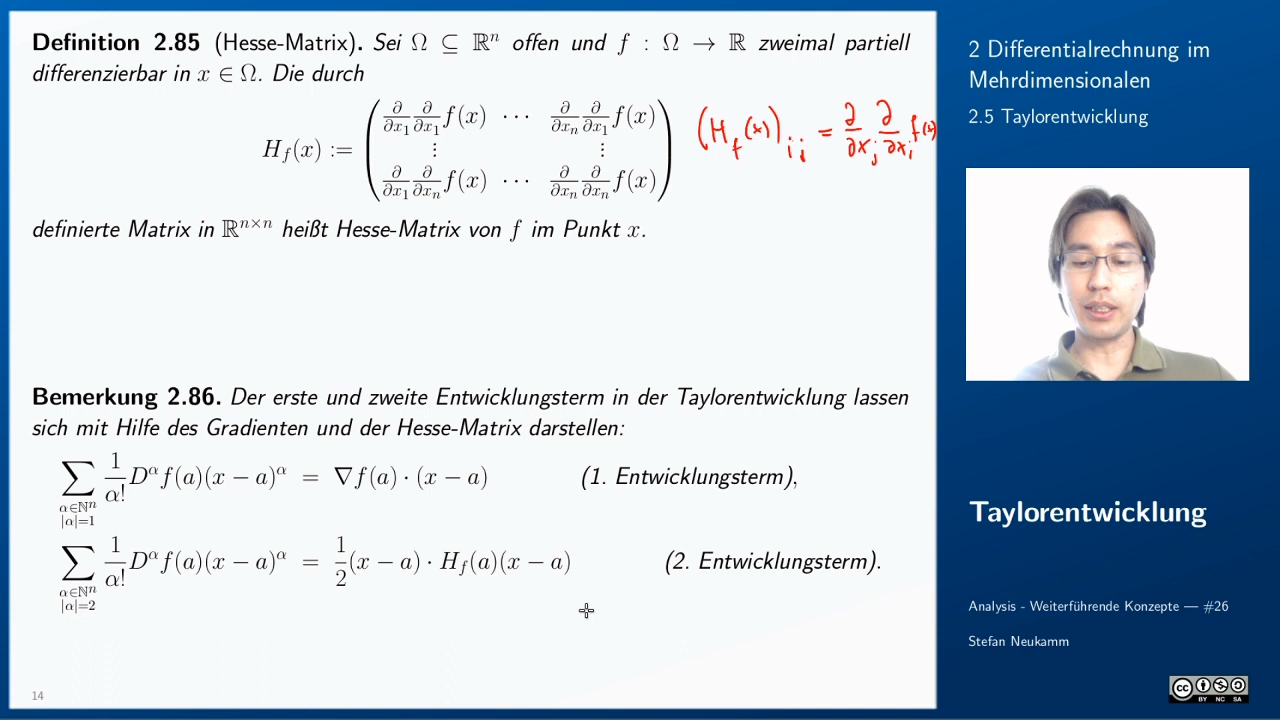 Definition 2.85 (Hesse-Matrix). Sei Ω ⊆ ℝⁿ offen und f : Ω → ℝ zweimal partiell
differenzierbar in x ∈ Ω. Die durch
H_f(x) := ( ∂/∂x₁ ∂/∂x₁ f(x) ⋯ ∂/∂xₙ ∂/∂x₁ f(x)
⋮ ⋮
∂/∂x₁ ∂/∂xₙ f(x) ⋯ ∂/∂xₙ ∂/∂xₙ f(x) )
(H_f(x))_ij = ∂/∂x_j ∂/∂x_i f(x)
definierte Matrix in ℝⁿˣⁿ heißt Hesse-Matrix von f im Punkt x.
Bemerkung 2.86. Der erste und zweite Entwicklungsterm in der Taylorentwicklung lassen
sich mit Hilfe des Gradienten und der Hesse-Matrix darstellen:
∑_{α∈ℕⁿ, |α|=1} 1/α! D^α f(a)(x − a)^α = ∇f(a) · (x − a) (1. Entwicklungsterm),
∑_{α∈ℕⁿ, |α|=2} 1/α! D^α f(a)(x − a)^α = 1/2 (x − a) · H_f(a)(x − a) (2. Entwicklungsterm).
14
2 Differentialrechnung im
Mehrdimensionalen
2.5 Taylorentwicklung
Taylorentwicklung
Analysis - Weiterführende Konzepte — #26
Stefan Neukamm
cc
BY NC SA